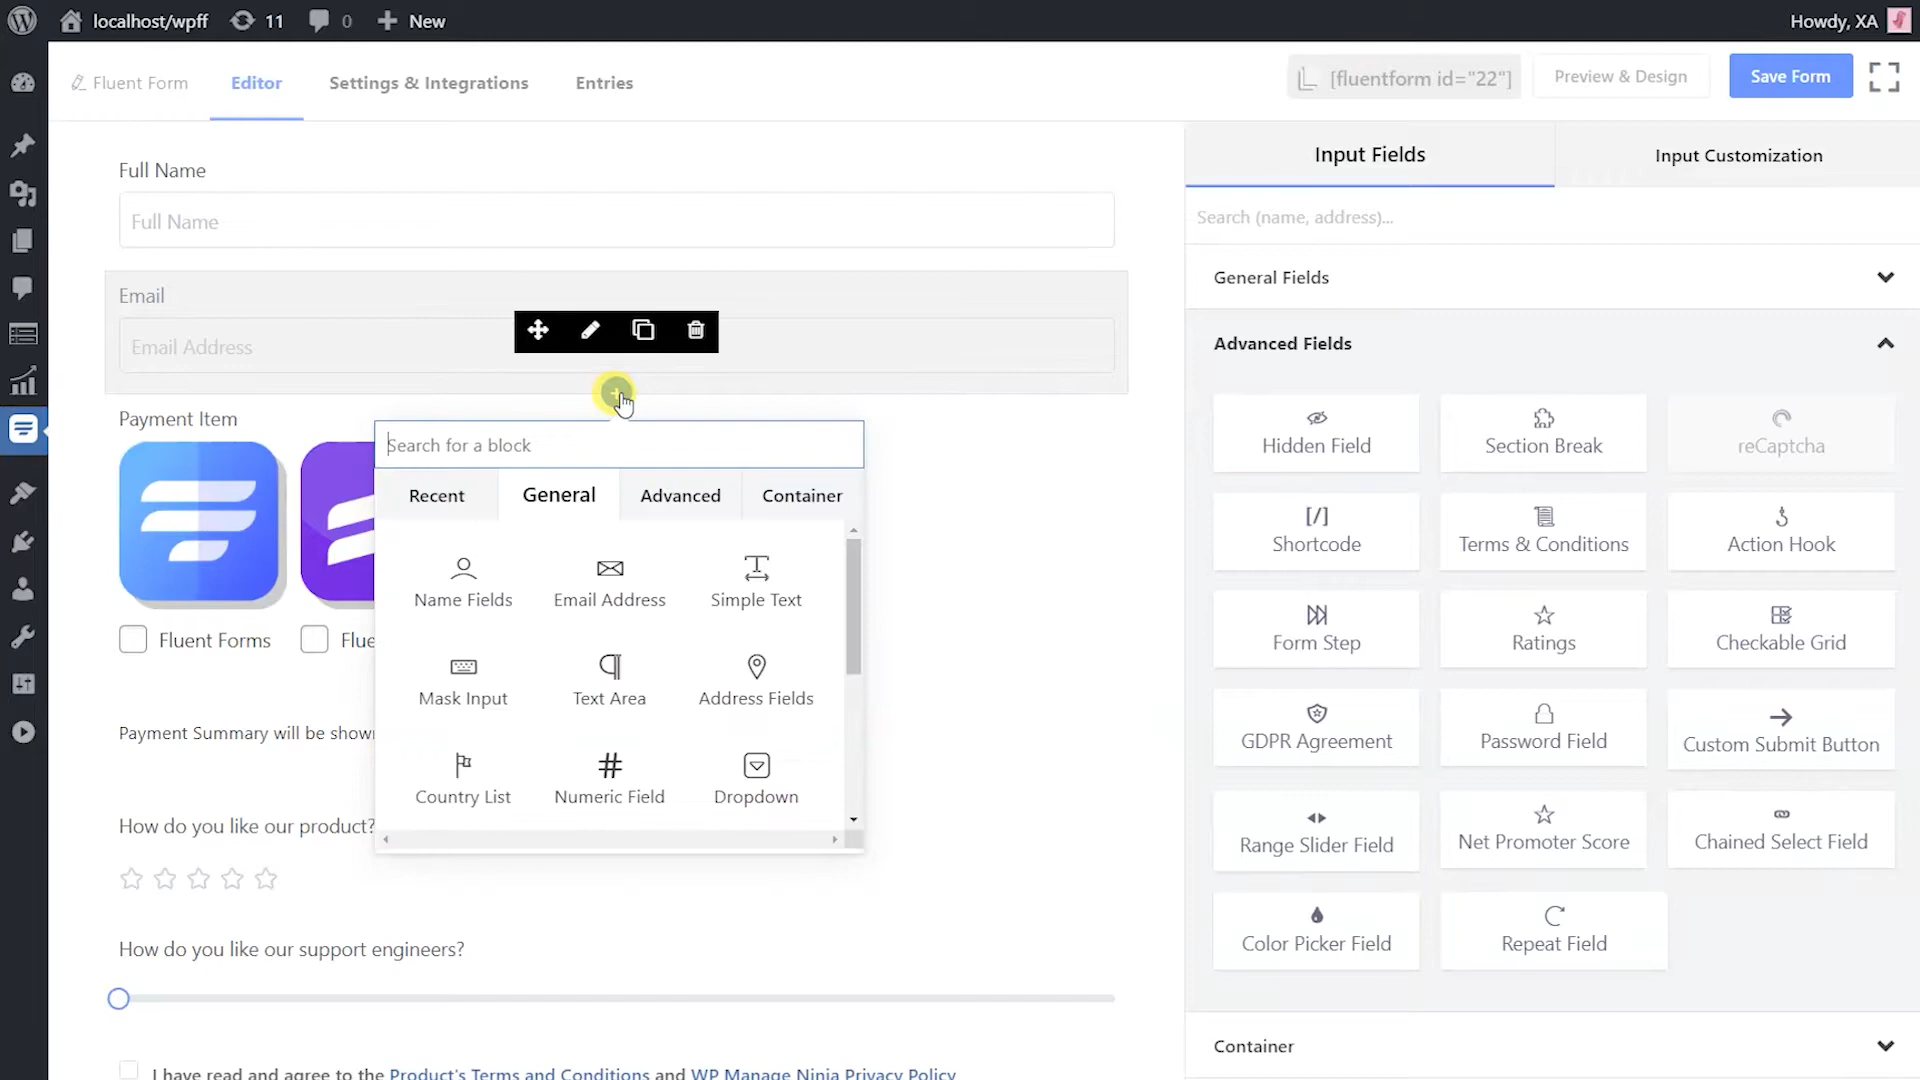 localhost/wpff
11
0
New
Howdy, XA
Fluent Form
Editor
Settings & Integrations
Entries
[fluentform id="22"]
Preview & Design
Save Form
Full Name
Full Name
Email
Email Address
Payment Item
Fluent Forms
Flue
Payment Summary will be shown
How do you like our product?
How do you like our support engineers?
I have read and agree to the Product's Terms and Conditions and WP Manage Ninja Privacy Policy
Search for a block
Recent
General
Advanced
Container
Name Fields
Email Address
Simple Text
Mask Input
Text Area
Address Fields
Country List
Numeric Field
Dropdown
Input Fields
Input Customization
Search (name, address)...
General Fields
Advanced Fields
Hidden Field
Section Break
reCaptcha
[/]
Shortcode
Terms & Conditions
Action Hook
Form Step
Ratings
Checkable Grid
GDPR Agreement
Password Field
Custom Submit Button
Range Slider Field
Net Promoter Score
Chained Select Field
Color Picker Field
Repeat Field
Container